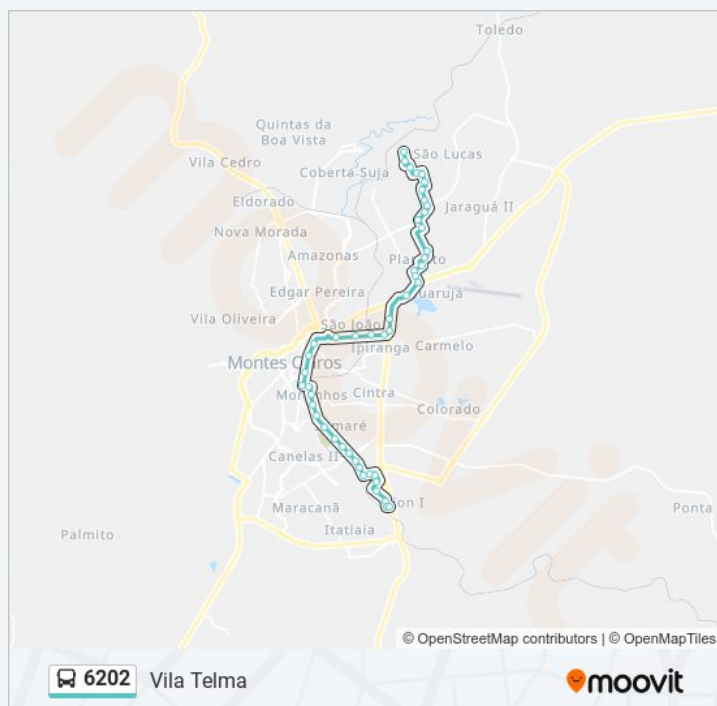 Toledo
Quintas da
Boa Vista
São Lucas
Vila Cedro
Coberta Suja
Eldorado
Jaraguá II
Nova Morada
Amazonas
Edgar Pereira
Vila Oliveira
São João
Ipiranga
Carmelo
Cintra
Colorado
Canelas II
Maracanã
Ponta
Itatiaia
Palmito
© OpenStreetMap contributors | © OpenMapTiles
6202 Vila Telma
moovit